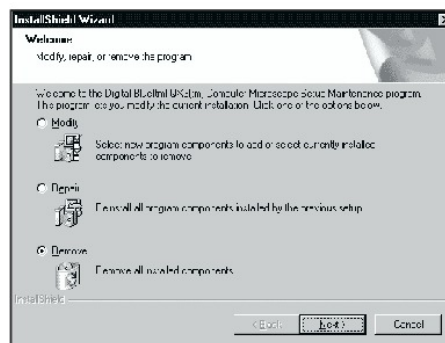 InstallShield Wizard
Welcome
Modify, repair, or remove the program.
Welcome to the Digital Blue(tm) QX5(tm) Computer Microscope Setup Maintenance program.
This program lets you modify the current installation. Click one of the options below.
Modify
Select new program components to add or select currently installed
components to remove.
Repair
Reinstall all program components installed by the previous setup.
Remove
Remove all installed components.
InstallShield
< Back
Next >
Cancel